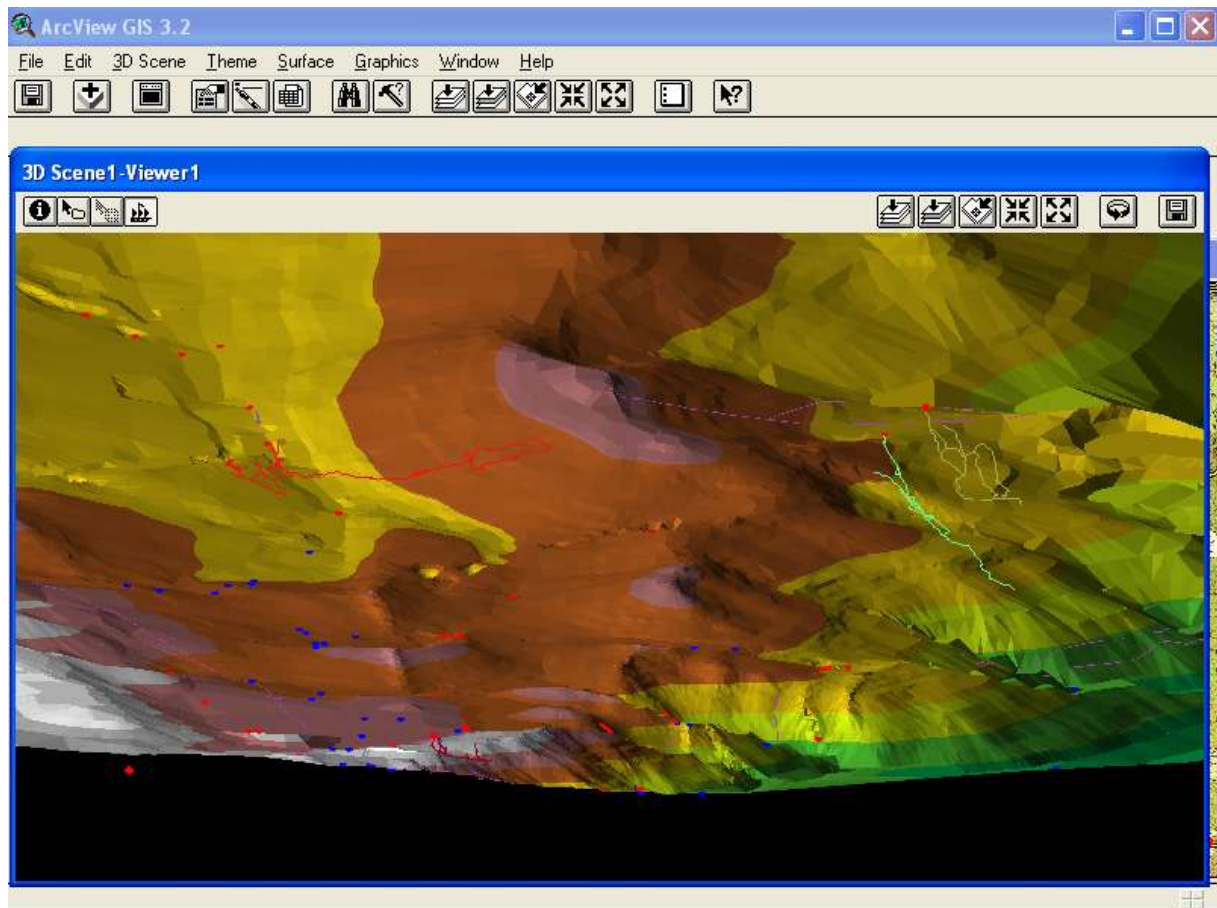 ArcView GIS 3.2
File Edit 3D Scene Theme Surface Graphics Window Help
3D Scene1-Viewer1